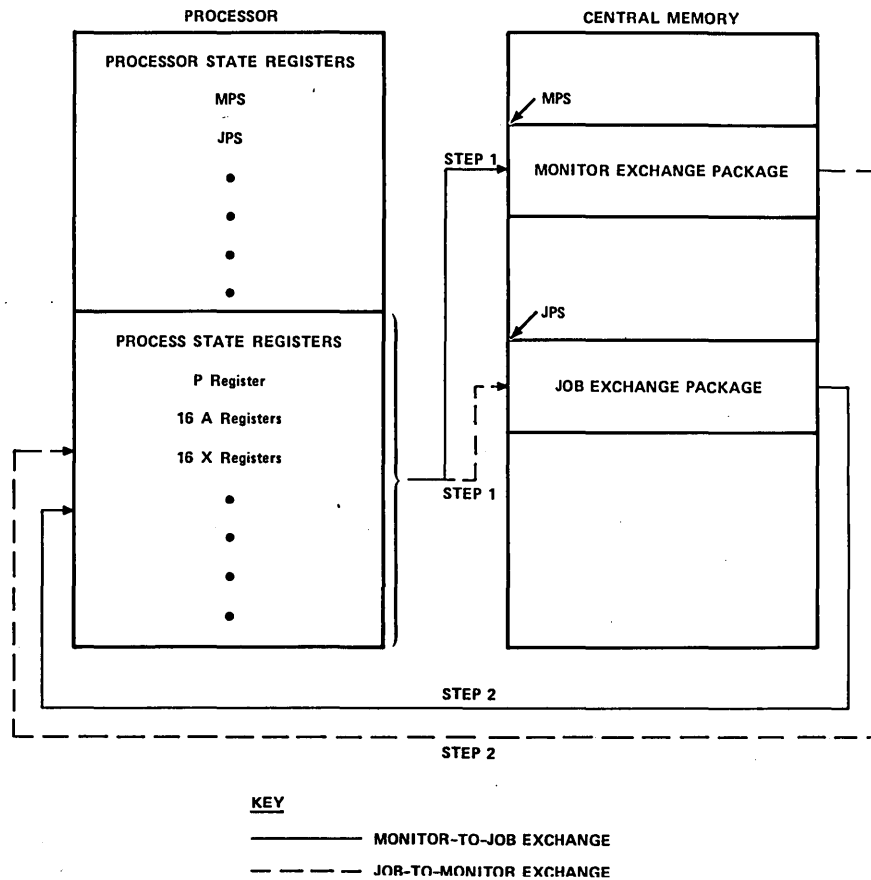 PROCESSOR
PROCESSOR STATE REGISTERS
MPS
JPS
PROCESS STATE REGISTERS
P Register
16 A Registers
16 X Registers
CENTRAL MEMORY
MPS
STEP 1
MONITOR EXCHANGE PACKAGE
JPS
JOB EXCHANGE PACKAGE
STEP 1
STEP 2
STEP 2
KEY
MONITOR-TO-JOB EXCHANGE
JOB-TO-MONITOR EXCHANGE